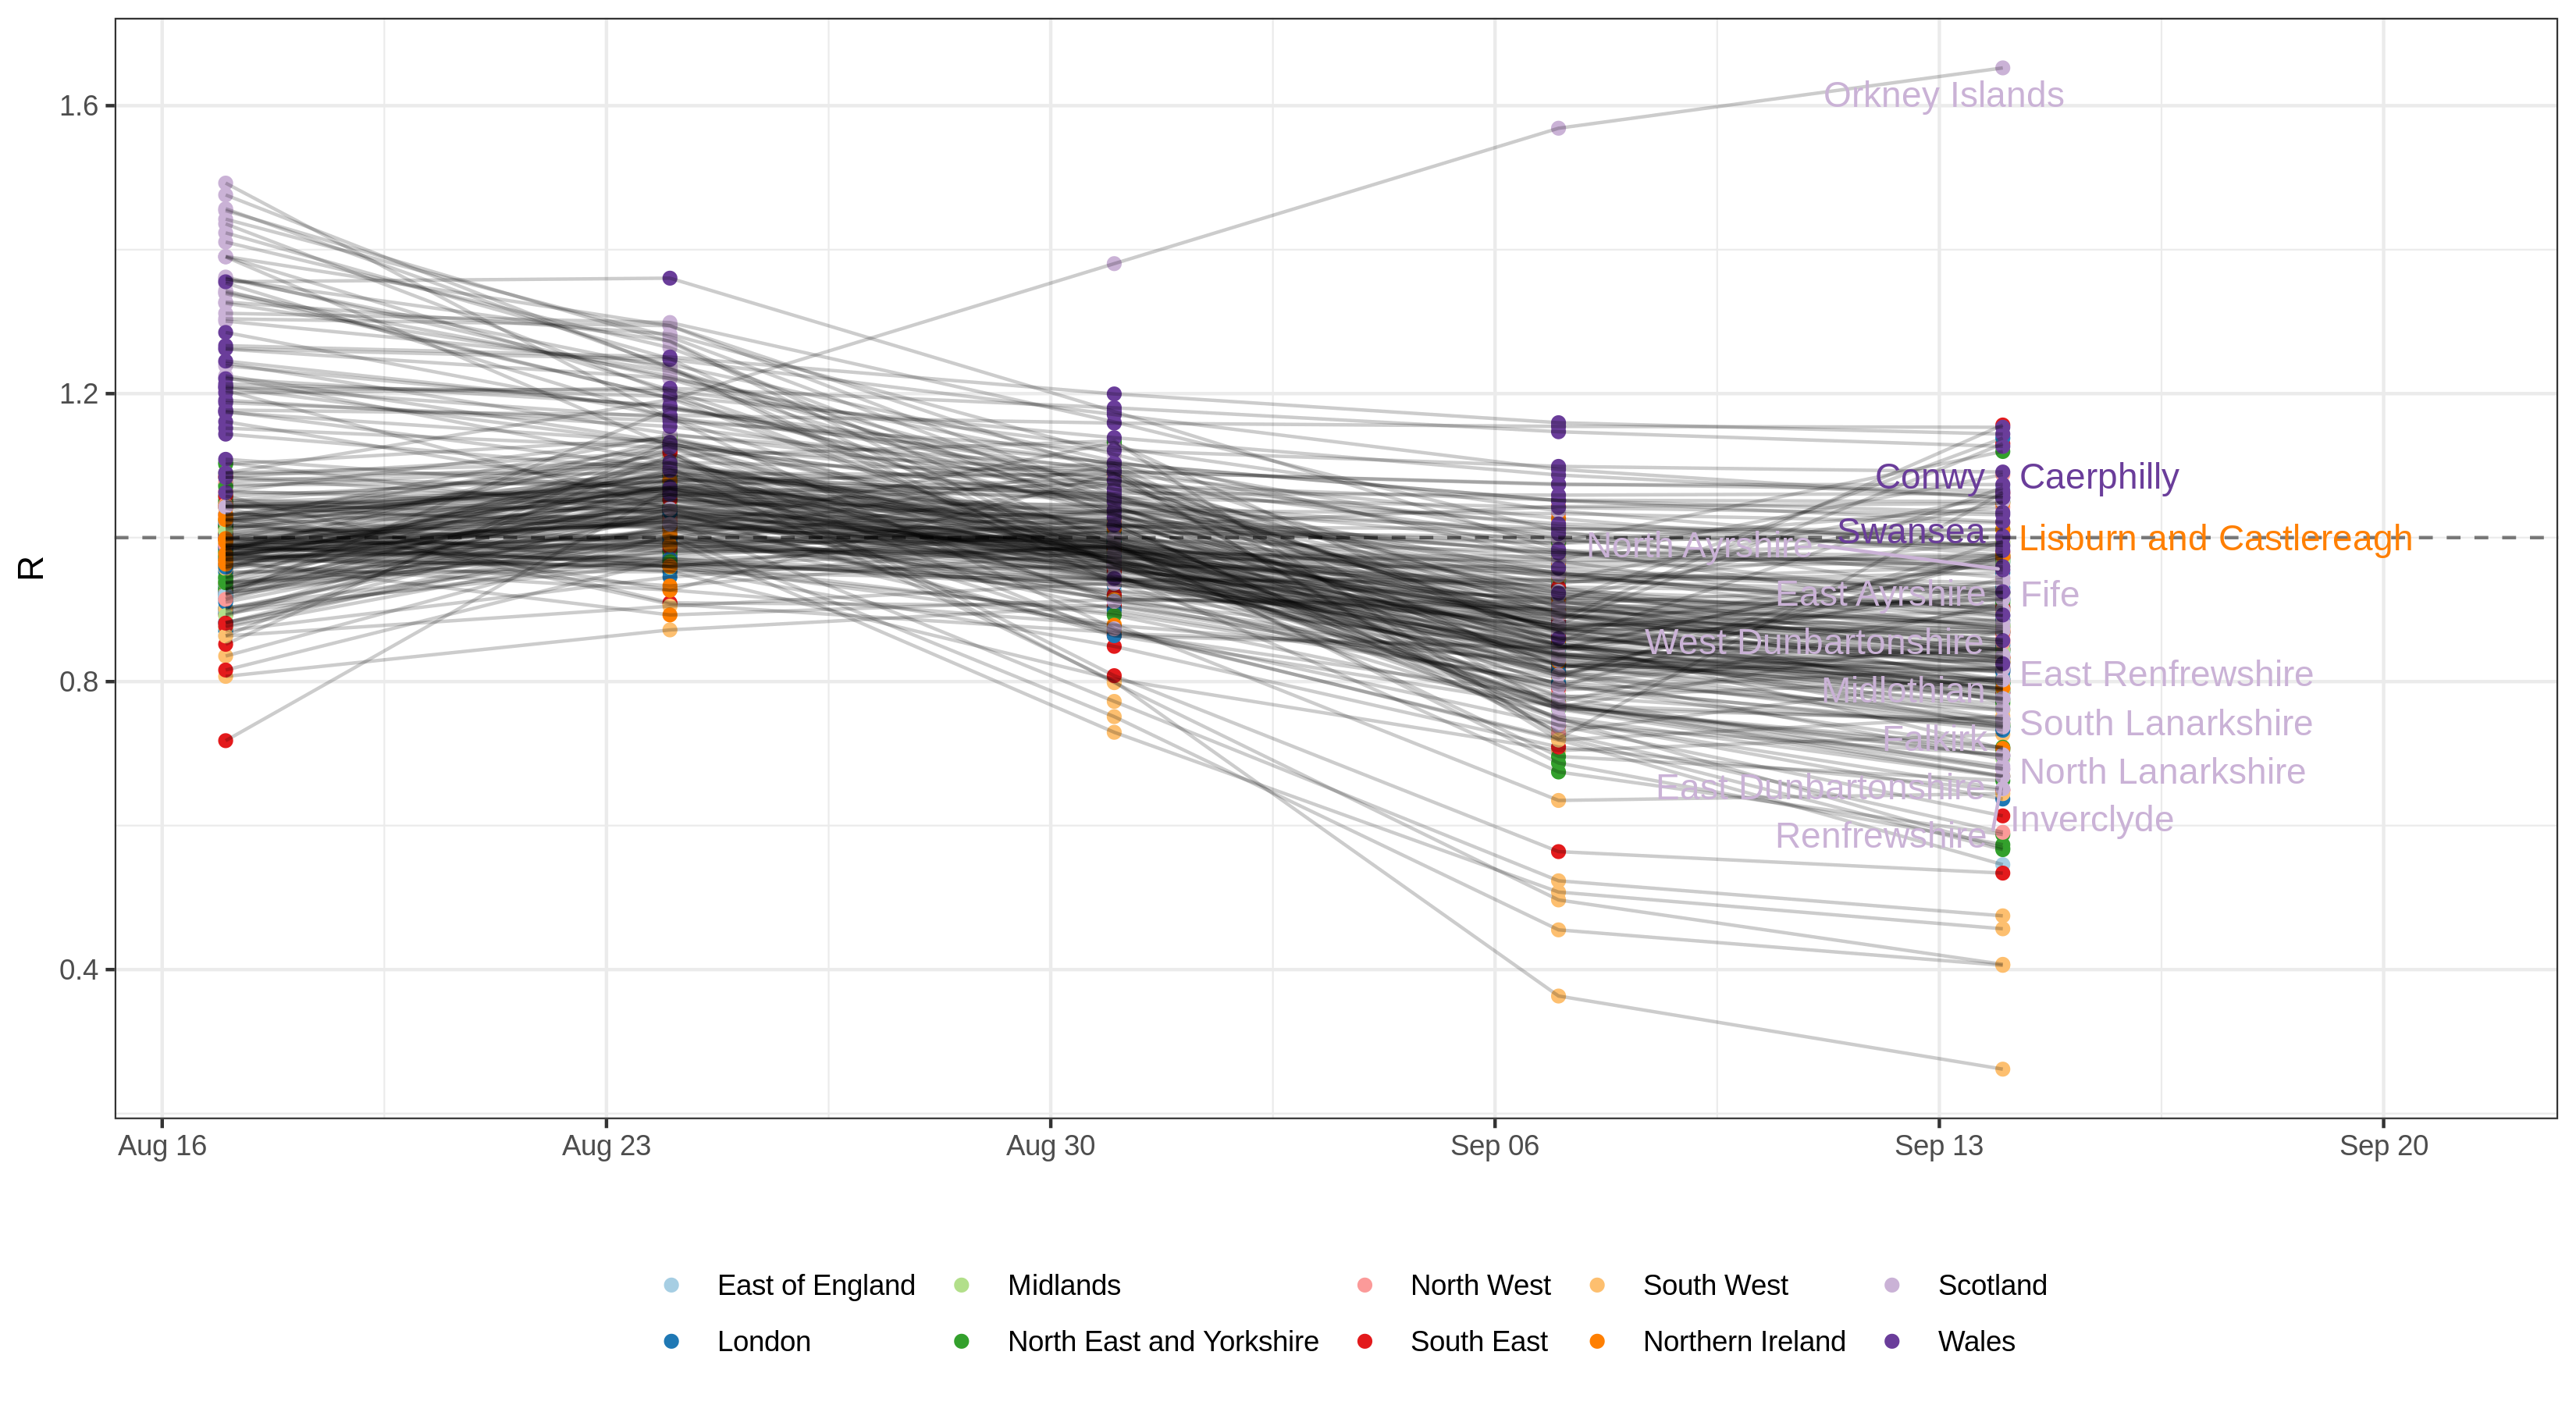 1.6
1.2
0.8
0.4
R
Orkney Islands
Conwy
Caerphilly
Swansea
Lisburn and Castlereagh
North Ayrshire
East Ayrshire
Fife
West Dunbartonshire
East Renfrewshire
Midlothian
South Lanarkshire
Falkirk
North Lanarkshire
East Dunbartonshire
Inverclyde
Renfrewshire
Aug 16
Aug 23
Aug 30
Sep 06
Sep 13
Sep 20
East of England
Midlands
North West
South West
Scotland
London
North East and Yorkshire
South East
Northern Ireland
Wales